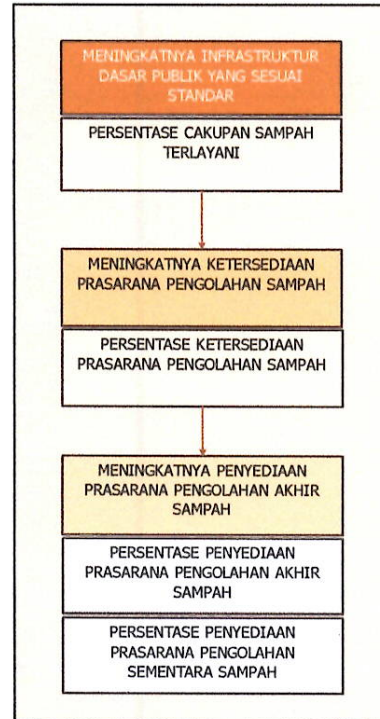 MENINGKATNYA INFRASTRUKTUR
DASAR PUBLIK YANG SESUAI
STANDAR
PERSENTASE CAKUPAN SAMPAH
TERLAYANI
MENINGKATNYA KETERSEDIAAN
PRASARANA PENGOLAHAN SAMPAH
PERSENTASE KETERSEDIAAN
PRASARANA PENGOLAHAN SAMPAH
MENINGKATNYA PENYEDIAAN
PRASARANA PENGOLAHAN AKHIR
SAMPAH
PERSENTASE PENYEDIAAN
PRASARANA PENGOLAHAN AKHIR
SAMPAH
PERSENTASE PENYEDIAAN
PRASARANA PENGOLAHAN
SEMENTARA SAMPAH